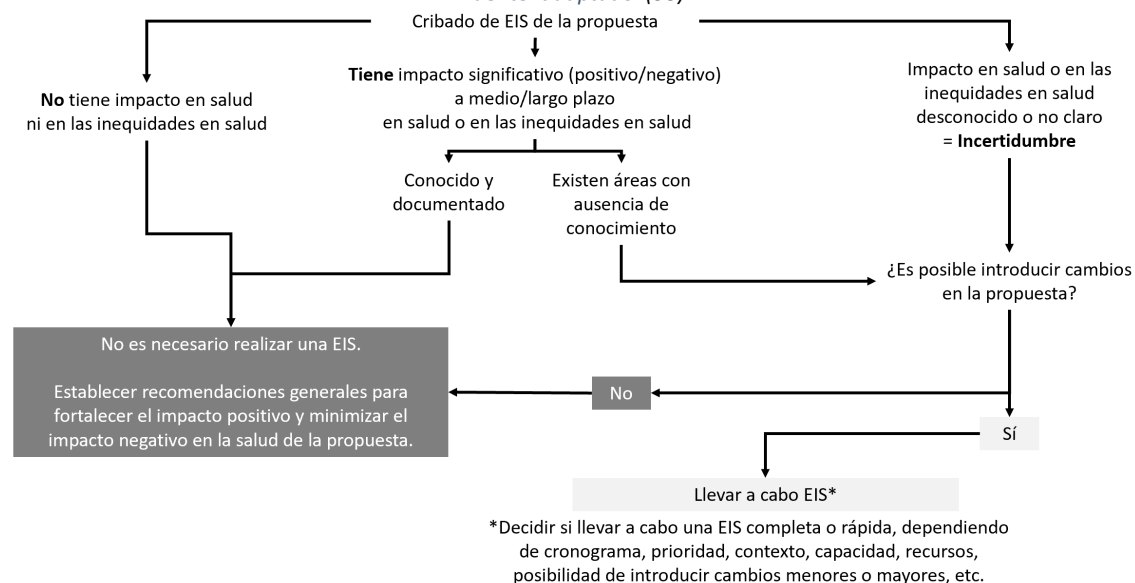 Cribado de EIS de la propuesta
No tiene impacto en salud
ni en las inequidades en salud
Tiene impacto significativo (positivo/negativo)
a medio/largo plazo
en salud o en las inequidades en salud
Impacto en salud o en las
inequidades en salud
desconocido o no claro
= Incertidumbre
Conocido y
documentado
Existen áreas con
ausencia de
conocimiento
¿Es posible introducir cambios
en la propuesta?
No es necesario realizar una EIS.
Establecer recomendaciones generales para
fortalecer el impacto positivo y minimizar el
impacto negativo en la salud de la propuesta.
No
Sí
Llevar a cabo EIS*
*Decidir si llevar a cabo una EIS completa o rápida, dependiendo
de cronograma, prioridad, contexto, capacidad, recursos,
posibilidad de introducir cambios menores o mayores, etc.